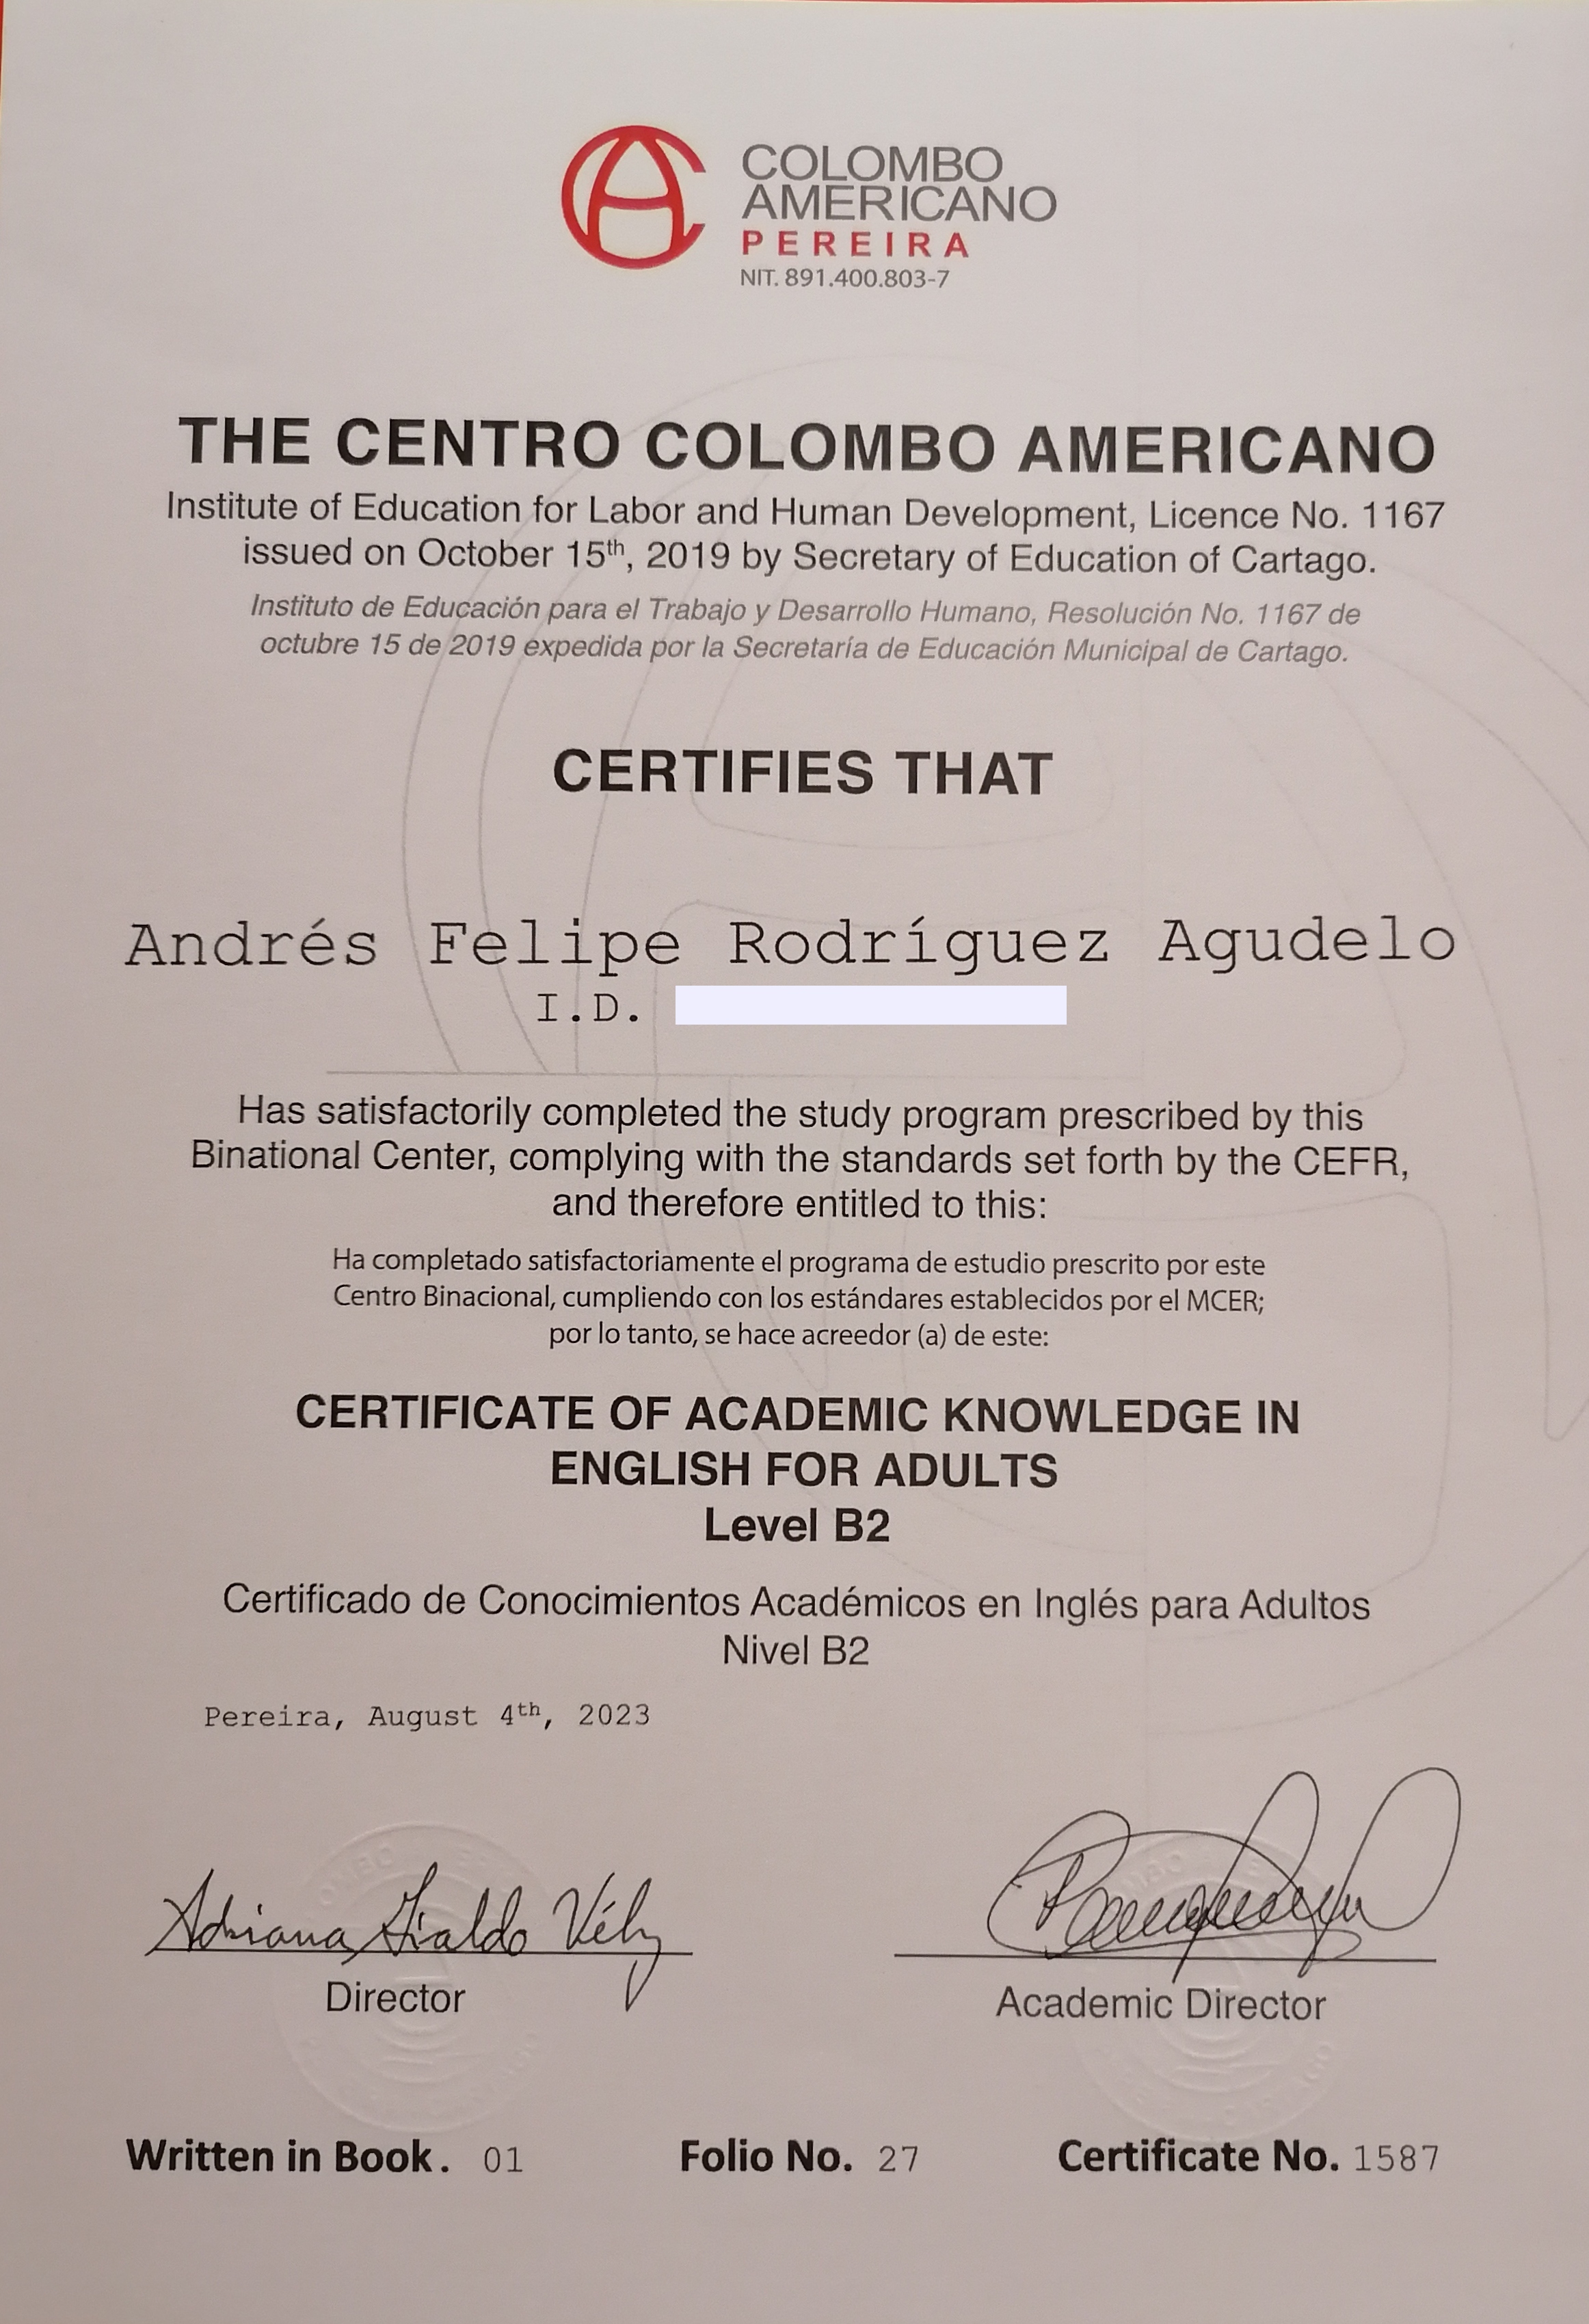 COLOMBO
AMERICANO
PEREIRA
NIT. 891.400.803-7
THE CENTRO COLOMBO AMERICANO
Institute of Education for Labor and Human Development, Licence No. 1167
issued on October 15th, 2019 by Secretary of Education of Cartago.
Instituto de Educación para el Trabajo y Desarrollo Humano, Resolución No. 1167 de
octubre 15 de 2019 expedida por la Secretaría de Educación Municipal de Cartago.
CERTIFIES THAT
Andrés Felipe Rodríguez Agudelo
I.D.
Has satisfactorily completed the study program prescribed by this
Binational Center, complying with the standards set forth by the CEFR,
and therefore entitled to this:
Ha completado satisfactoriamente el programa de estudio prescrito por este
Centro Binacional, cumpliendo con los estándares establecidos por el MCER;
por lo tanto, se hace acreedor (a) de este:
CERTIFICATE OF ACADEMIC KNOWLEDGE IN
ENGLISH FOR ADULTS
Level B2
Certificado de Conocimientos Académicos en Inglés para Adultos
Nivel B2
Pereira, August 4th, 2023
Adriana Giraldo Vélez
Director
Academic Director
Written in Book. 01 Folio No. 27 Certificate No. 1587